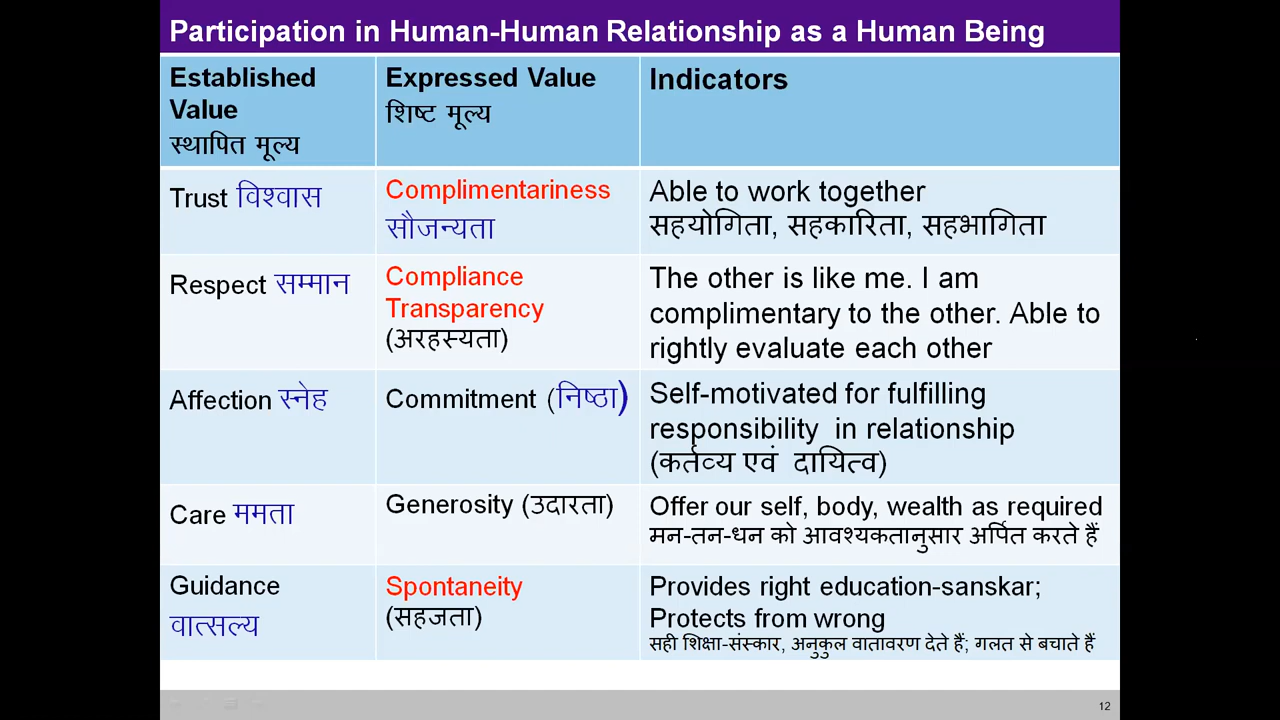 Participation in Human-Human Relationship as a Human Being
Established
Value
स्थापित मूल्य
Expressed Value
शिष्ट मूल्य
Indicators
Trust विश्वास
Complimentariness
सौजन्यता
Able to work together
सहयोगिता, सहकारिता, सहभागिता
Respect सम्मान
Compliance
Transparency
(अरहस्यता)
The other is like me. I am
complimentary to the other. Able to
rightly evaluate each other
Affection स्नेह
Commitment (निष्ठा)
Self-motivated for fulfilling
responsibility in relationship
(कर्तव्य एवं दायित्व)
Care ममता
Generosity (उदारता)
Offer our self, body, wealth as required
मन-तन-धन को आवश्यकतानुसार अर्पित करते हैं
Guidance
वात्सल्य
Spontaneity
(सहजता)
Provides right education-sanskar;
Protects from wrong
सही शिक्षा-संस्कार, अनुकुल वातावरण देते हैं; गलत से बचाते हैं
12